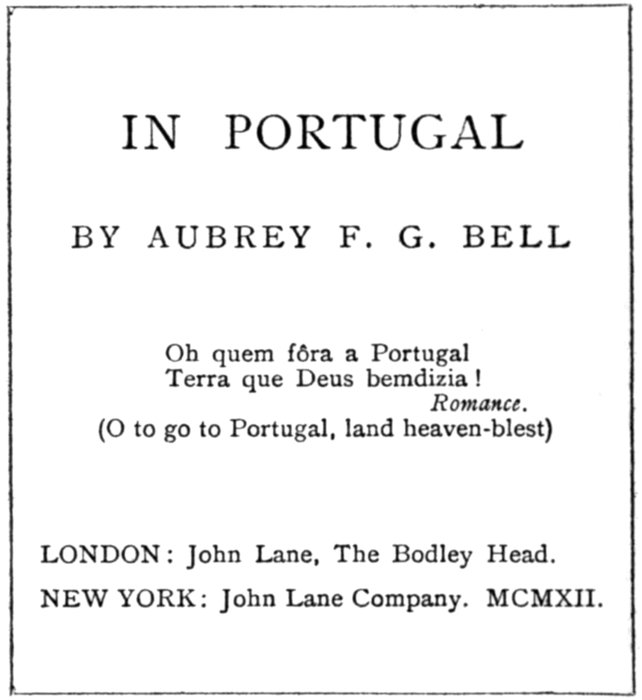 IN PORTUGAL
BY AUBREY F. G. BELL
Oh quem fôra a Portugal
Terra que Deus bemdizia !
Romance.
(O to go to Portugal, land heaven-blest)
LONDON : John Lane, The Bodley Head.
NEW YORK : John Lane Company. MCMXII.